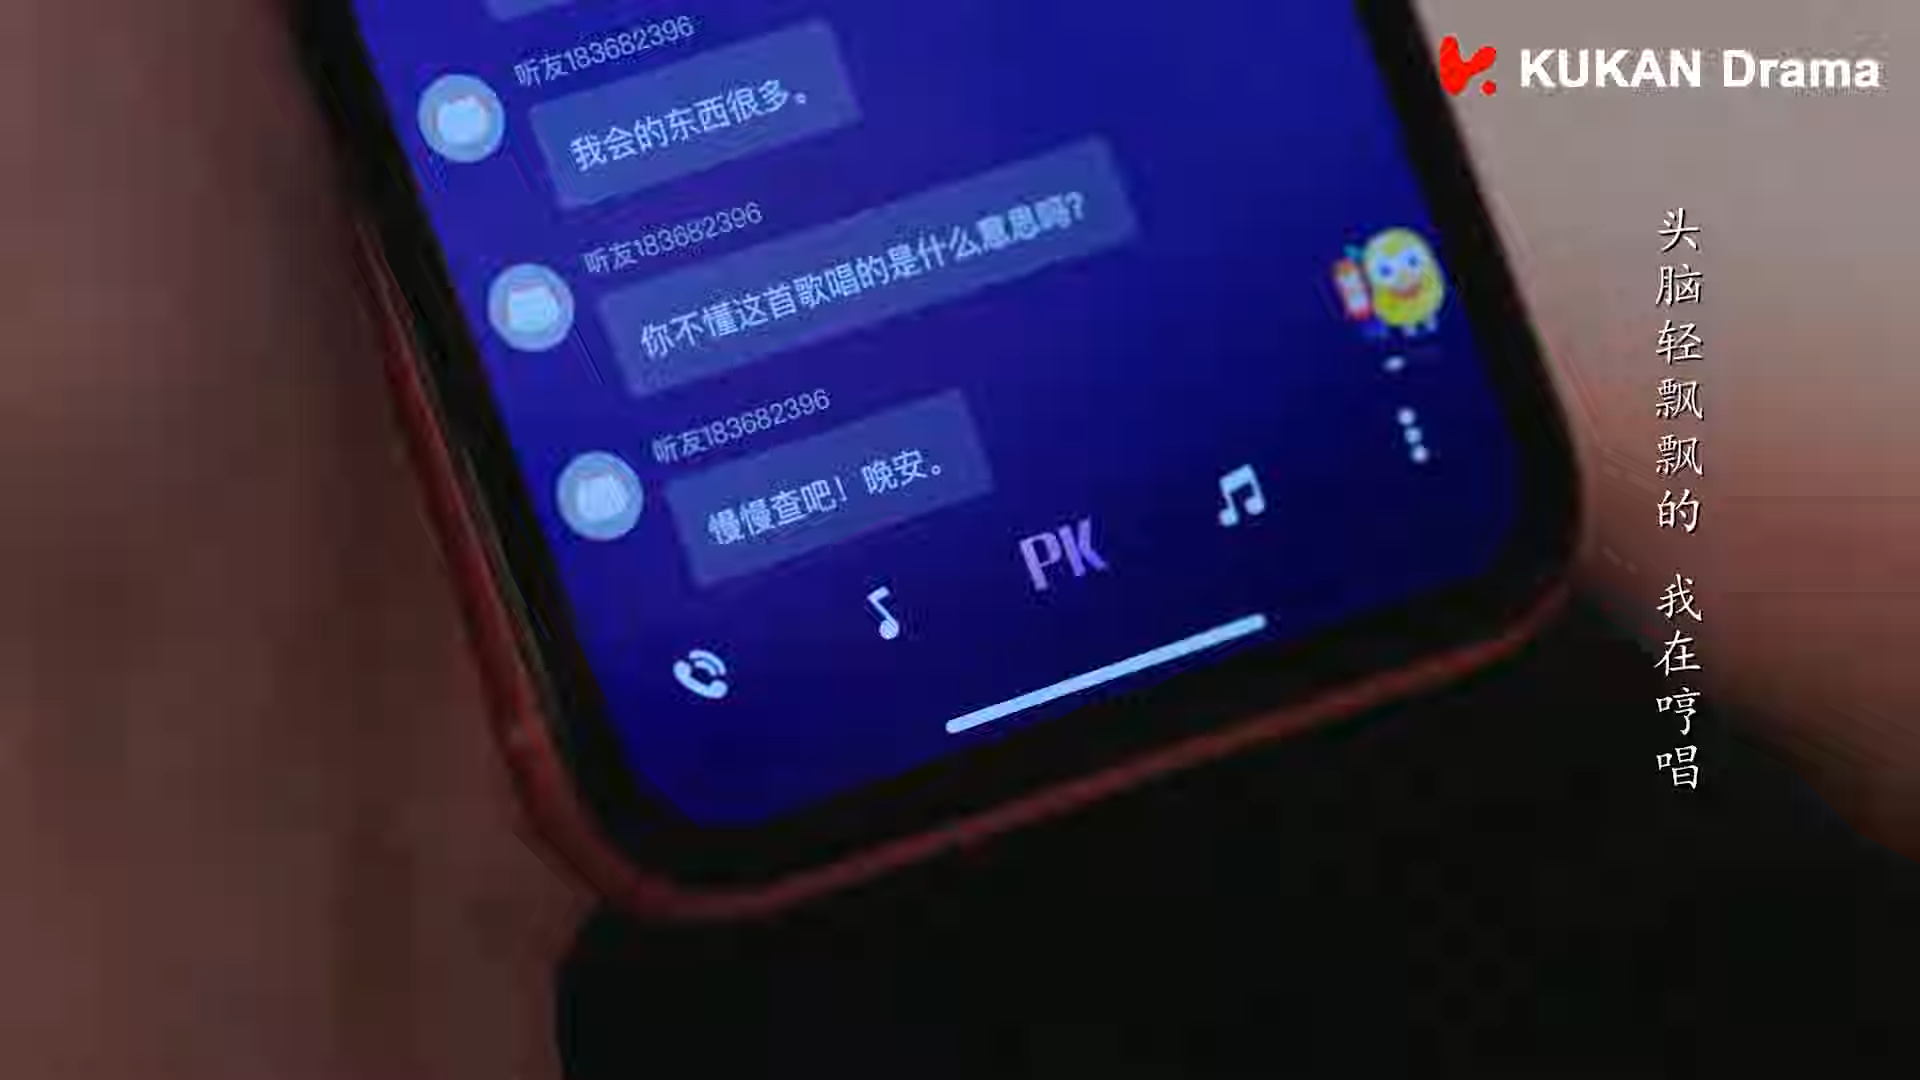 听友183682396
我会的东西很多。
听友183682396
你不懂这首歌唱的是什么意思吗?
听友183682396
慢慢查吧!晚安。
PK
KUKAN Drama
头脑轻飘飘的 我在哼唱